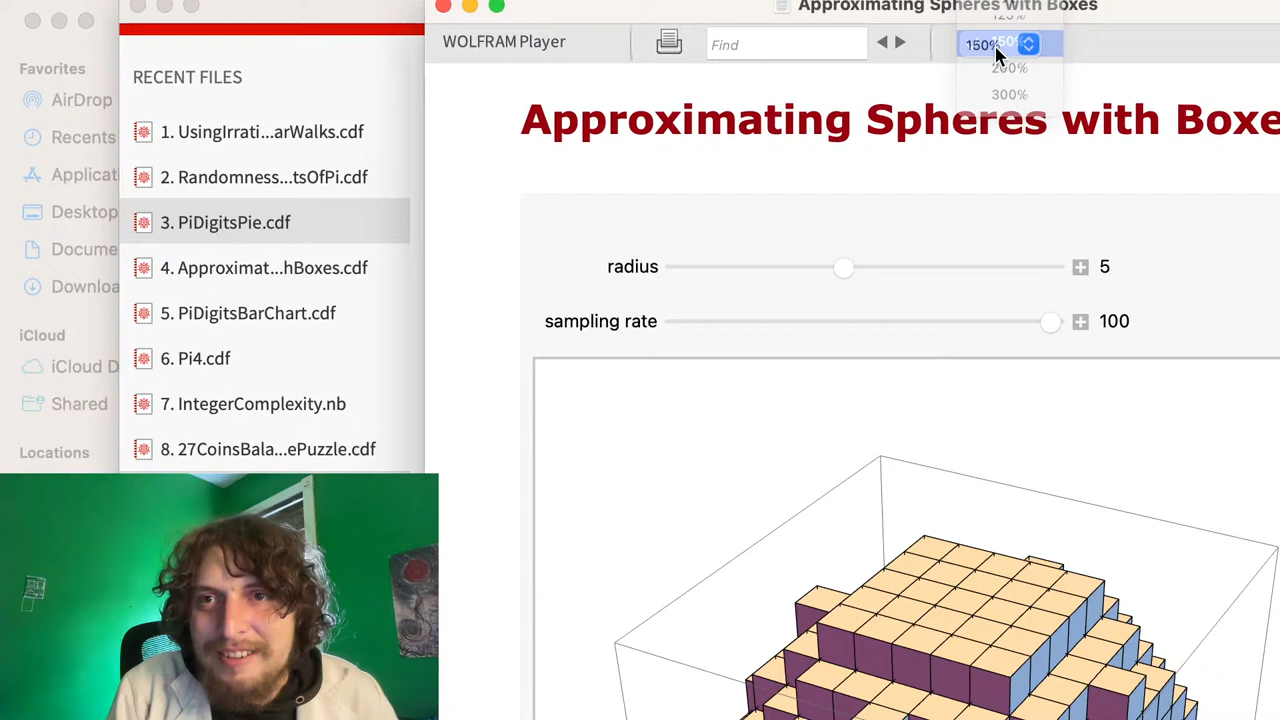 Approximating Spheres with Boxes
Favorites
AirDrop
Recents
Applicati
Desktop
Docume
Downloa
iCloud
iCloud D
Shared
Locations
RECENT FILES
1. UsingIrrati...arWalks.cdf
2. Randomness...tsOfPi.cdf
3. PiDigitsPie.cdf
4. Approximat...hBoxes.cdf
5. PiDigitsBarChart.cdf
6. Pi4.cdf
7. IntegerComplexity.nb
8. 27CoinsBala...ePuzzle.cdf
WOLFRAM Player
Find
125%
150%
150%
200%
300%
Approximating Spheres with Boxe
radius
5
sampling rate
100